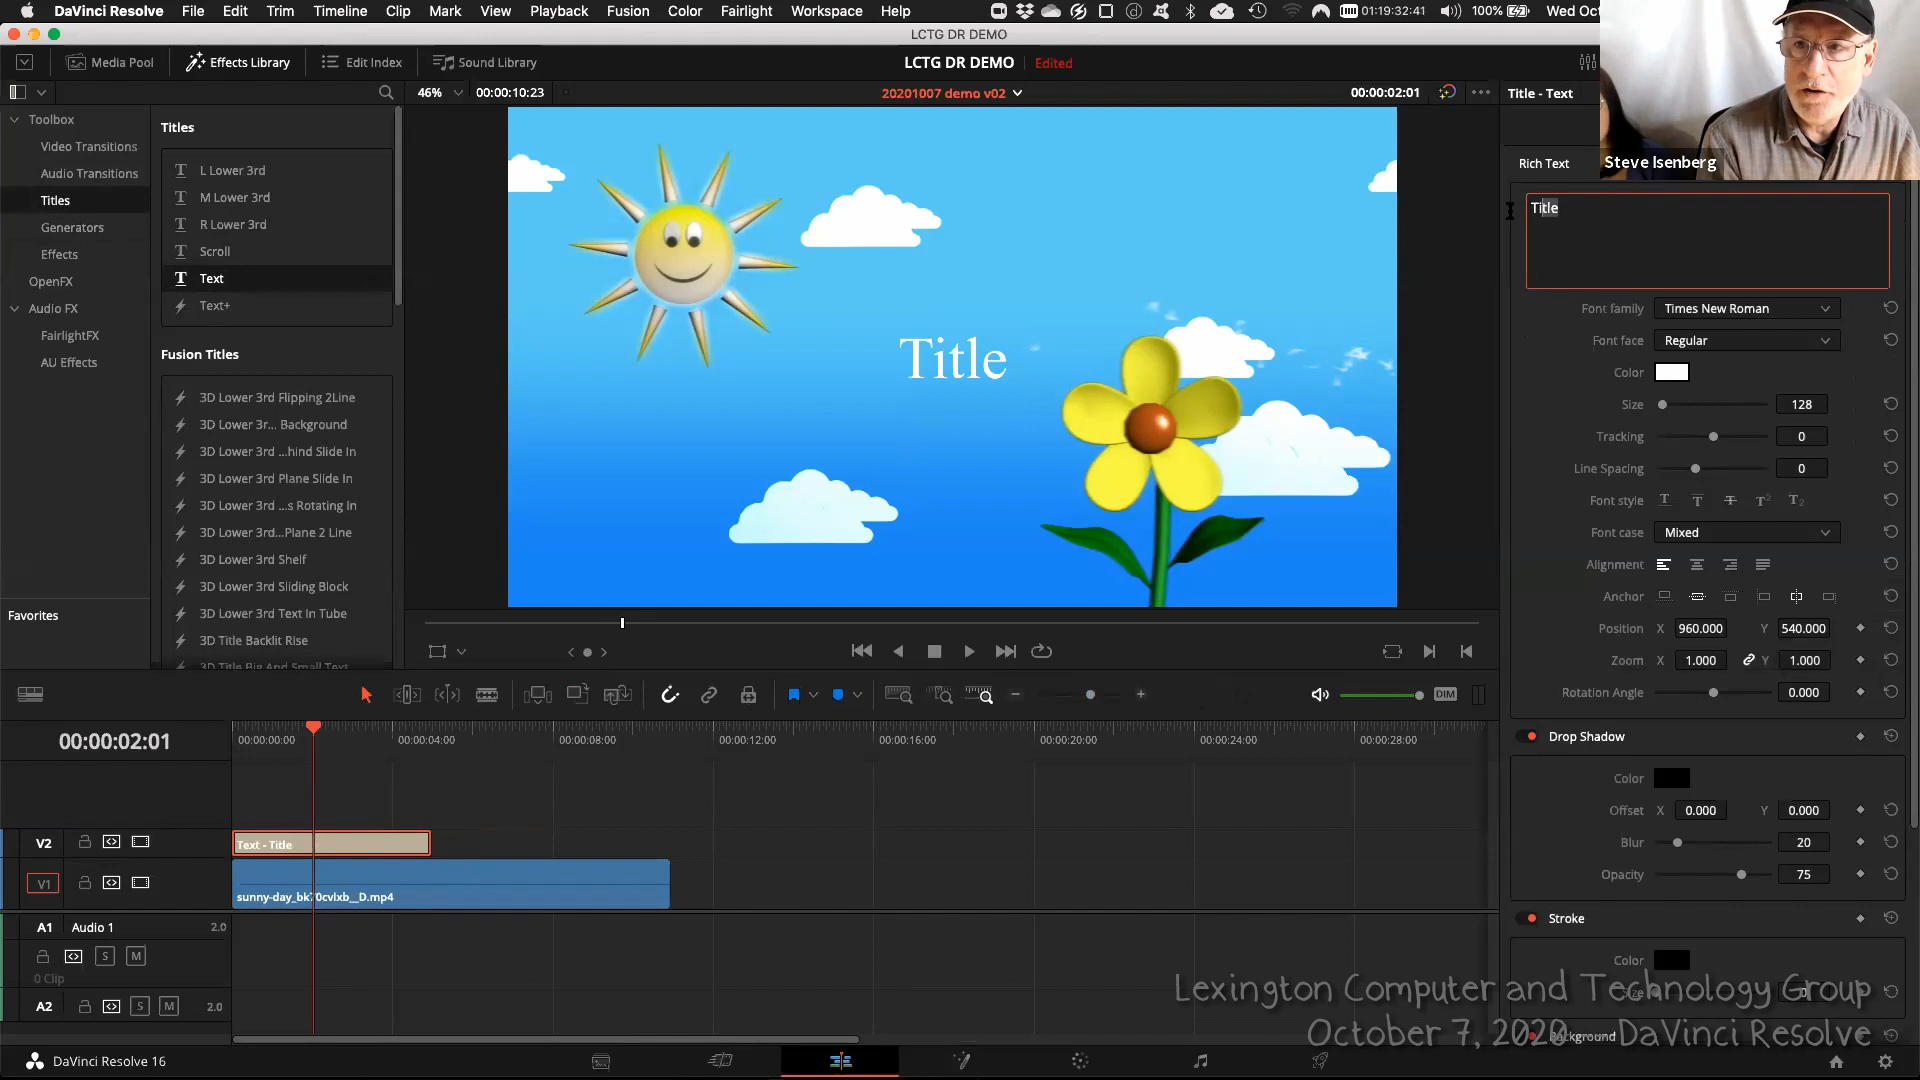 DaVinci Resolve File Edit Trim Timeline Clip Mark View Playback Fusion Color Fairlight Workspace Help 01:19:32:41 100% Wed Oct
LCTG DR DEMO
Media Pool Effects Library Edit Index Sound Library LCTG DR DEMO Edited
46% 00:00:10:23 20201007 demo v02 00:00:02:01 Title - Text
Toolbox
Video Transitions
Audio Transitions
Titles
Generators
Effects
OpenFX
Audio FX
FairlightFX
AU Effects
Favorites
Titles
L Lower 3rd
M Lower 3rd
R Lower 3rd
Scroll
Text
Text+
Fusion Titles
3D Lower 3rd Flipping 2Line
3D Lower 3r... Background
3D Lower 3rd ...hind Slide In
3D Lower 3rd Plane Slide In
3D Lower 3rd ...s Rotating In
3D Lower 3rd...Plane 2 Line
3D Lower 3rd Shelf
3D Lower 3rd Sliding Block
3D Lower 3rd Text In Tube
3D Title Backlit Rise
3D Title Big And Small Text
Title
Steve Isenberg
Rich Text
Title
Font family Times New Roman
Font face Regular
Color
Size 128
Tracking 0
Line Spacing 0
Font style T T T T2 T2
Font case Mixed
Alignment
Anchor
Position X 960.000 Y 540.000
Zoom X 1.000 Y 1.000
Rotation Angle 0.000
Drop Shadow
Color
Offset X 0.000 Y 0.000
Blur 20
Opacity 75
Stroke
Color
Size 0
Background
DIM
00:00:02:01 00:00:00:00 00:00:04:00 00:00:08:00 00:00:12:00 00:00:16:00 00:00:20:00 00:00:24:00 00:00:28:00
V2 Text - Title
V1 sunny-day_bk70cvlxb__D.mp4
A1 Audio 1 2.0
S M
0 Clip
A2 S M 2.0
Lexington Computer and Technology Group
October 7, 2020 DaVinci Resolve
DaVinci Resolve 16